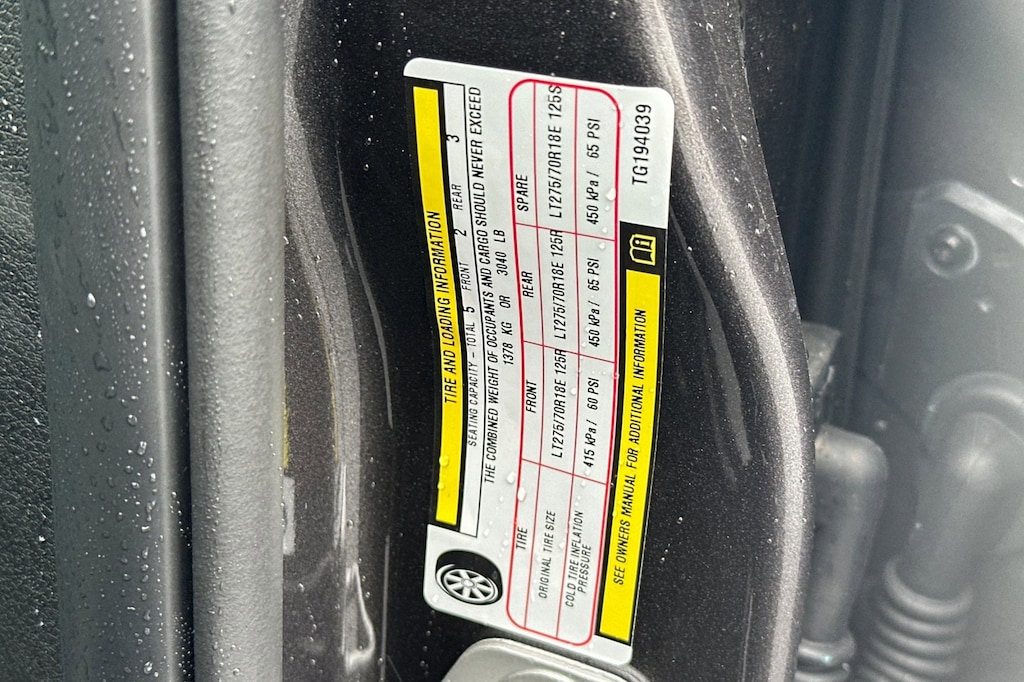 TIRE AND LOADING INFORMATION
SEATING CAPACITY – TOTAL 5 FRONT 2 REAR 3
THE COMBINED WEIGHT OF OCCUPANTS AND CARGO SHOULD NEVER EXCEED
1378 KG OR 3040 LB
TIRE FRONT REAR SPARE
ORIGINAL TIRE SIZE LT275/70R18E 125R LT275/70R18E 125R LT275/70R18E 125S
COLD TIRE INFLATION PRESSURE 415 kPa / 60 PSI 450 kPa / 65 PSI 450 kPa / 65 PSI
SEE OWNERS MANUAL FOR ADDITIONAL INFORMATION
TG194039